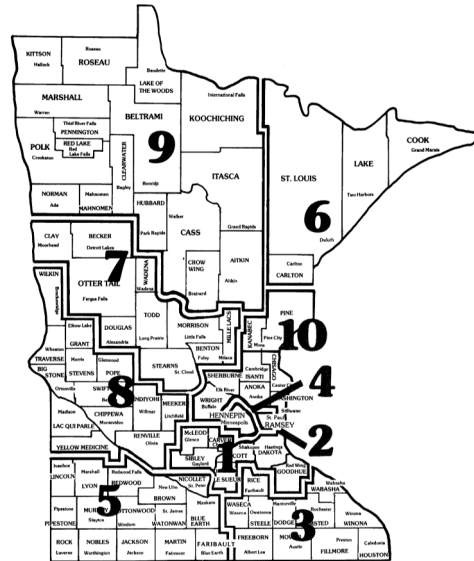 KITTSON
Hallock
Roseau
ROSEAU
Baudette
LAKE OF
THE WOODS
MARSHALL
Warren
International Falls
KOOCHICHING
BELTRAMI
Thief River Falls
PENNINGTON
RED LAKE
Red
Lake Falls
POLK
Crookston
CLEARWATER
Bagley
Bemidji
9
ITASCA
Grand Rapids
NORMAN
Ada
Mahnomen
MAHNOMEN
HUBBARD
Park Rapids
Walker
CASS
COOK
Grand Marais
LAKE
Two Harbors
ST. LOUIS
6
Duluth
Carlton
CARLTON
CLAY
Moorhead
BECKER
Detroit Lakes
7
WADENA
Wadena
CROW
WING
Brainerd
AITKIN
Aitkin
WILKIN
Breckenridge
OTTER TAIL
Fergus Falls
TODD
Long Prairie
MORRISON
Little Falls
MILLE LACS
Milaca
KANABEC
Mora
PINE
Pine City
10
Elbow Lake
GRANT
DOUGLAS
Alexandria
Wheaton
TRAVERSE
Morris
STEVENS
Glenwood
POPE
STEARNS
St. Cloud
BENTON
Foley
SHERBURNE
Elk River
Cambridge
ISANTI
CHISAGO
Center City
ANOKA
Anoka
WASHINGTON
Stillwater
BIG
STONE
Ortonville
SWIFT
8
KANDIYOHI
Willmar
MEEKER
Litchfield
WRIGHT
Buffalo
HENNEPIN
Minneapolis
4
St. Paul
RAMSEY
2
Madison
LAC QUI PARLE
CHIPPEWA
Montevideo
RENVILLE
Olivia
McLEOD
Glencoe
CARVER
Shakopee
SCOTT
Hastings
DAKOTA
YELLOW MEDICINE
SIBLEY
Gaylord
1
LE SUEUR
RICE
Faribault
Red Wing
GOODHUE
Wabasha
WABASHA
Ivanhoe
LINCOLN
Marshall
LYON
Redwood Falls
REDWOOD
New Ulm
BROWN
NICOLLET
St. Peter
Mankato
BLUE
EARTH
WASECA
Waseca
Owatonna
STEELE
Mantorville
DODGE
Rochester
OLMSTED
Winona
WINONA
5
Pipestone
PIPESTONE
MURRAY
Slayton
COTTONWOOD
Windom
St. James
WATONWAN
3
ROCK
Luverne
NOBLES
Worthington
JACKSON
Jackson
MARTIN
Fairmont
FARIBAULT
Blue Earth
FREEBORN
Albert Lea
MOWER
Austin
Preston
FILLMORE
Caledonia
HOUSTON